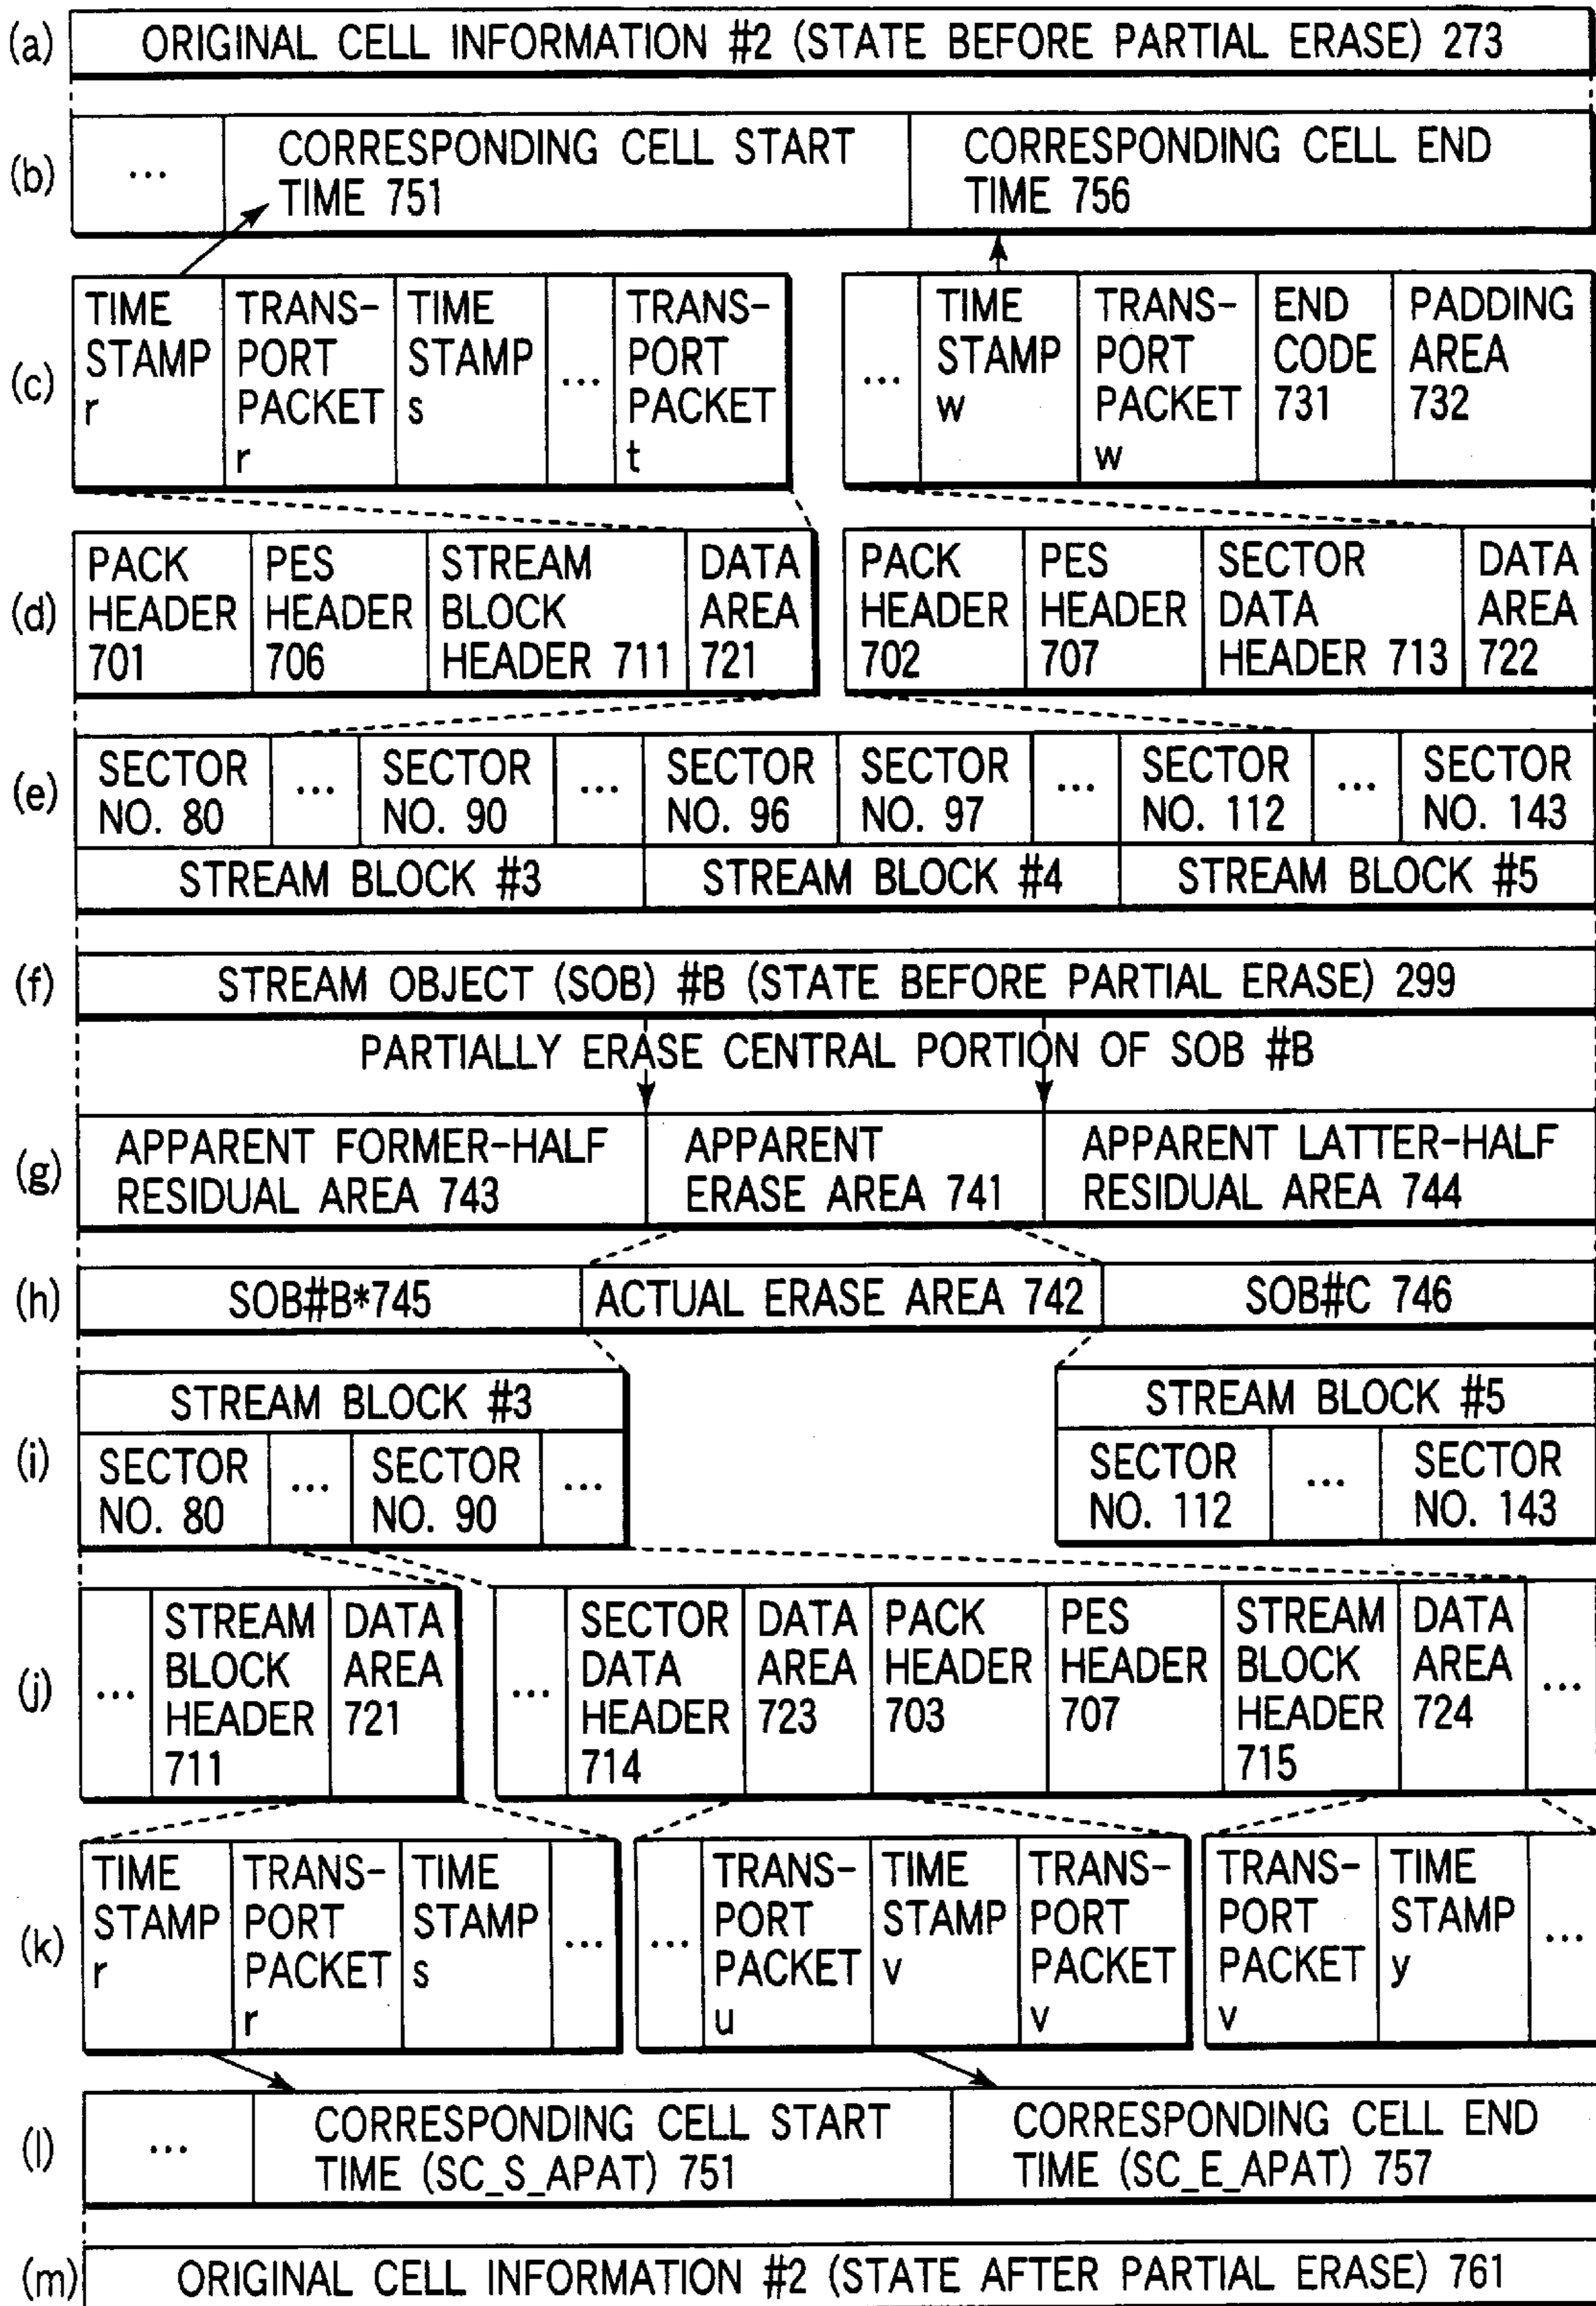 (a) ORIGINAL CELL INFORMATION #2 (STATE BEFORE PARTIAL ERASE) 273
(b) ... CORRESPONDING CELL START TIME 751 CORRESPONDING CELL END TIME 756
(c) TIME STAMP r TRANS-PORT PACKET r TIME STAMP s ... TRANS-PORT PACKET t ... TIME STAMP w TRANS-PORT PACKET w END CODE 731 PADDING AREA 732
(d) PACK HEADER 701 PES HEADER 706 STREAM BLOCK HEADER 711 DATA AREA 721 PACK HEADER 702 PES HEADER 707 SECTOR DATA HEADER 713 DATA AREA 722
(e) SECTOR NO. 80 ... SECTOR NO. 90 ... SECTOR NO. 96 SECTOR NO. 97 ... SECTOR NO. 112 ... SECTOR NO. 143
STREAM BLOCK #3 STREAM BLOCK #4 STREAM BLOCK #5
(f) STREAM OBJECT (SOB) #B (STATE BEFORE PARTIAL ERASE) 299
PARTIALLY ERASE CENTRAL PORTION OF SOB #B
(g) APPARENT FORMER-HALF RESIDUAL AREA 743 APPARENT ERASE AREA 741 APPARENT LATTER-HALF RESIDUAL AREA 744
(h) SOB#B*745 ACTUAL ERASE AREA 742 SOB#C 746
STREAM BLOCK #3 STREAM BLOCK #5
(i) SECTOR NO. 80 ... SECTOR NO. 90 ... SECTOR NO. 112 ... SECTOR NO. 143
(j) ... STREAM BLOCK HEADER 711 DATA AREA 721 ... SECTOR DATA HEADER 714 DATA AREA 723 PACK HEADER 703 PES HEADER 707 STREAM BLOCK HEADER 715 DATA AREA 724 ...
(k) TIME STAMP r TRANS-PORT PACKET r TIME STAMP s ... ... TRANS-PORT PACKET u TIME STAMP v TRANS-PORT PACKET v TRANS-PORT PACKET v TIME STAMP y ...
(l) ... CORRESPONDING CELL START TIME (SC_S_APAT) 751 CORRESPONDING CELL END TIME (SC_E_APAT) 757
(m) ORIGINAL CELL INFORMATION #2 (STATE AFTER PARTIAL ERASE) 761